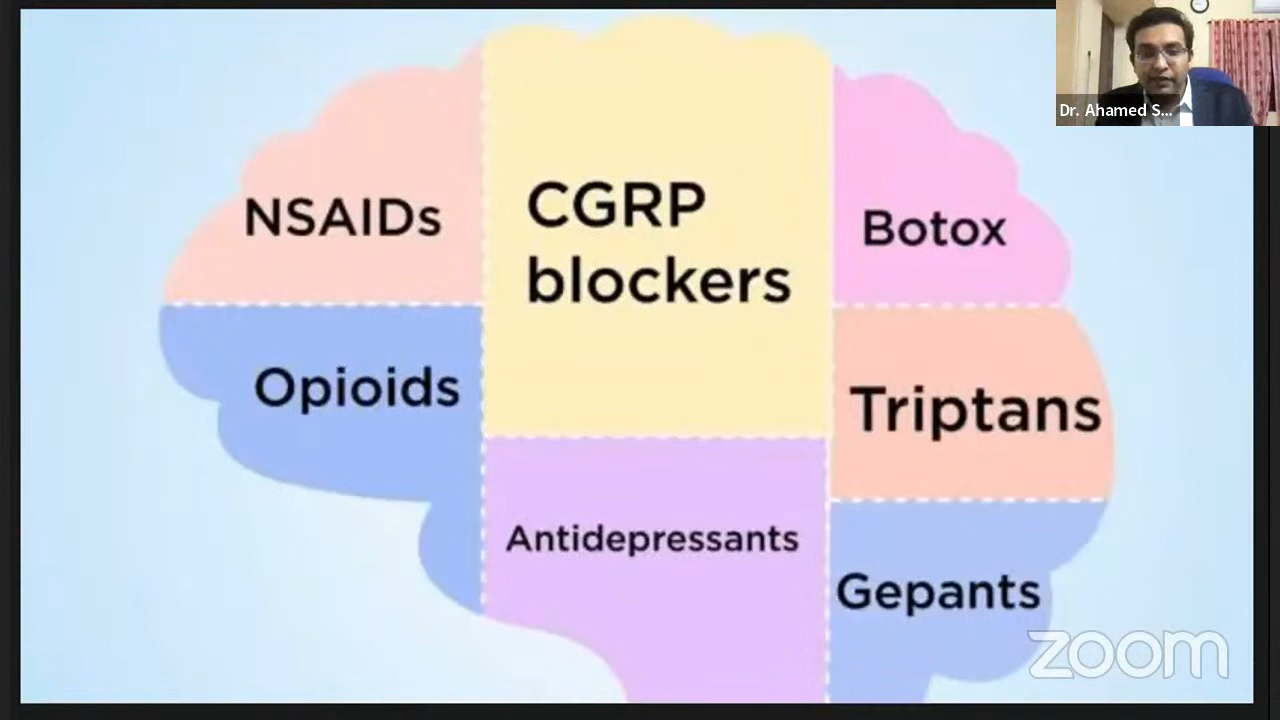 Dr. Ahamed S...
NSAIDs
CGRP
blockers
Botox
Opioids
Triptans
Antidepressants
Gepants
zoom